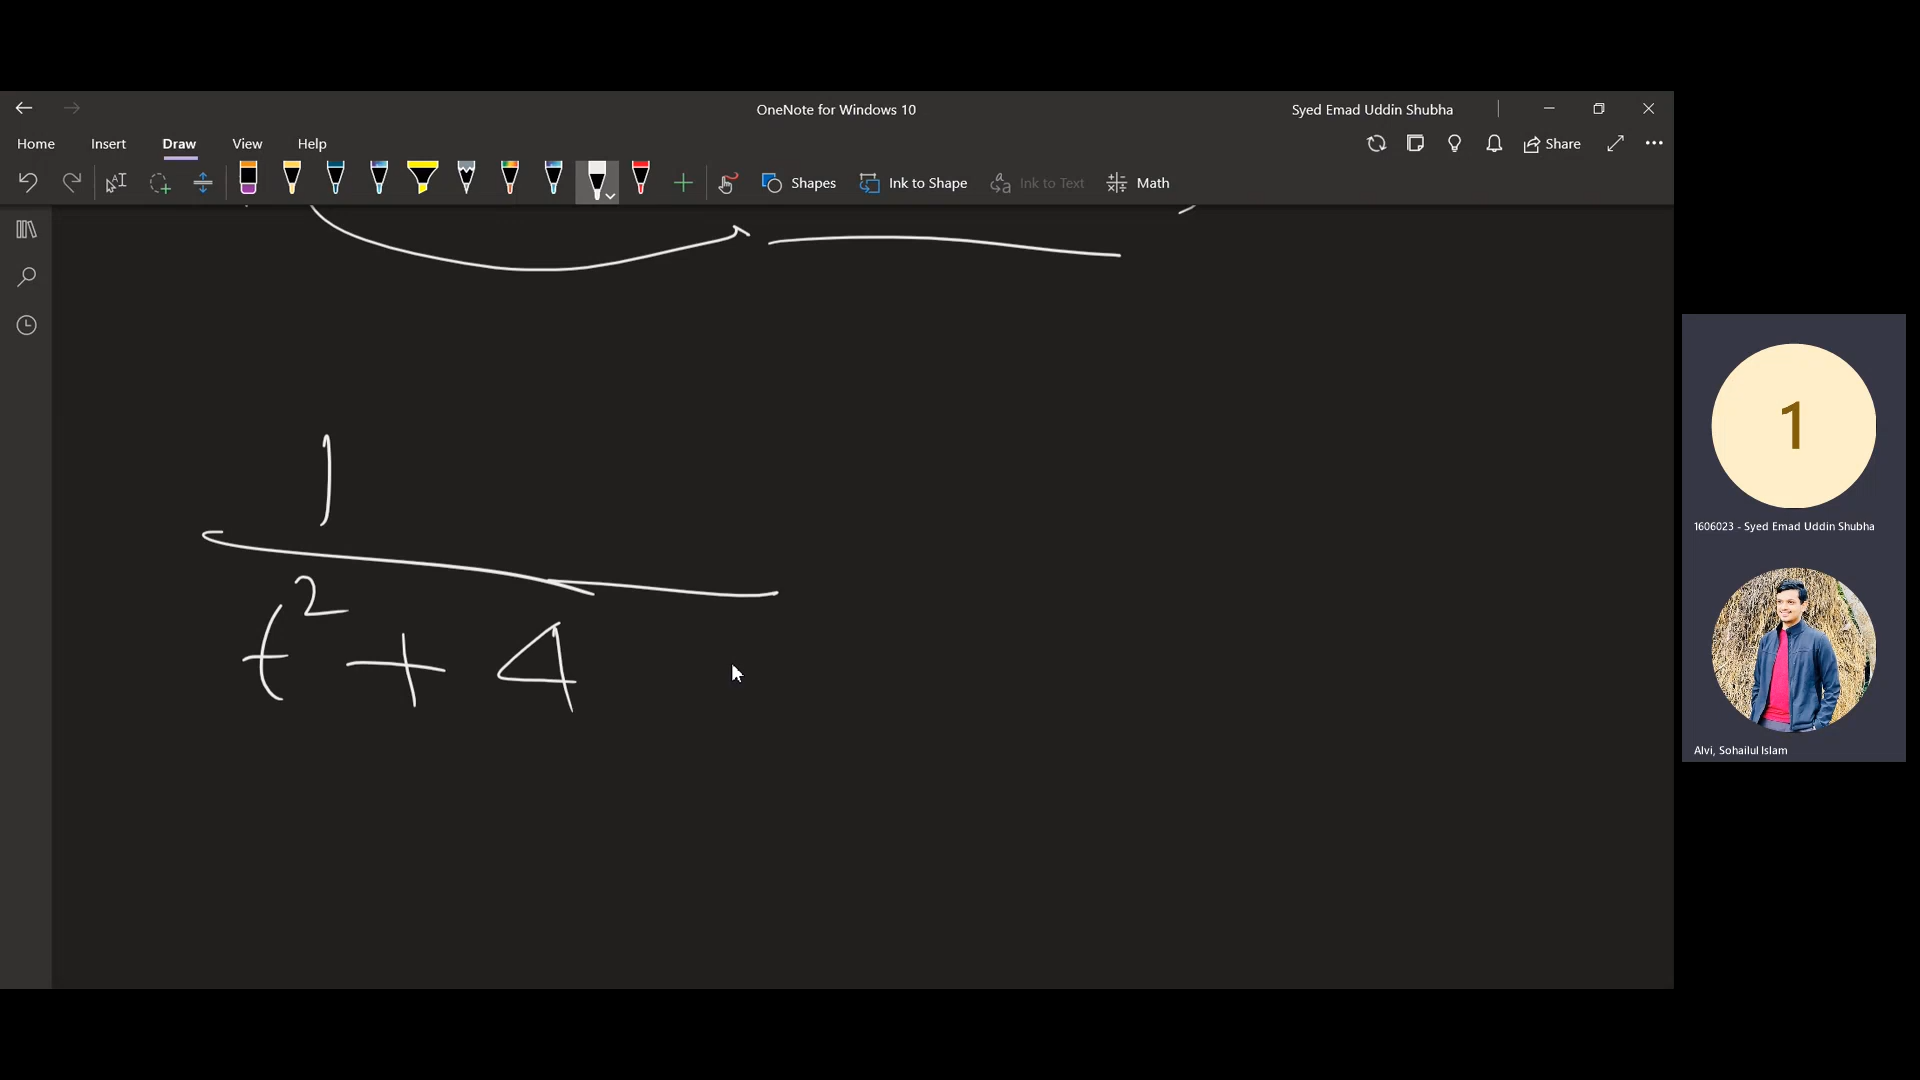 OneNote for Windows 10
Syed Emad Uddin Shubha
Home Insert Draw View Help
Share
Shapes Ink to Shape Ink to Text Math
1
t² + 4
1
1606023 - Syed Emad Uddin Shubha
Alvi, Sohailul Islam